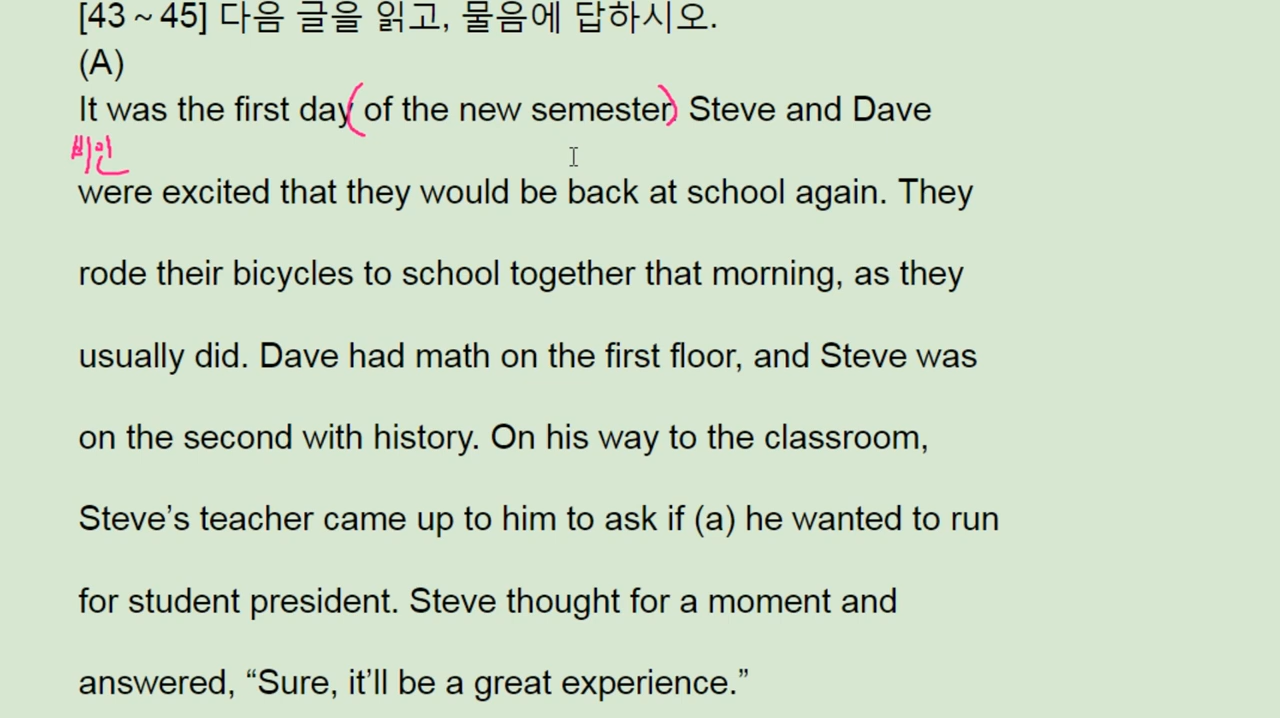 [43 ~ 45] 다음 글을 읽고, 물음에 답하시오.
(A)
It was the first day (of the new semester) Steve and Dave
비인
were excited that they would be back at school again. They
rode their bicycles to school together that morning, as they
usually did. Dave had math on the first floor, and Steve was
on the second with history. On his way to the classroom,
Steve’s teacher came up to him to ask if (a) he wanted to run
for student president. Steve thought for a moment and
answered, “Sure, it’ll be a great experience.”